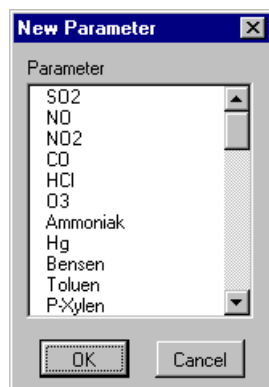 New Parameter
Parameter
SO2
NO
NO2
CO
HCl
O3
Ammoniak
Hg
Bensen
Toluen
P-Xylen
OK
Cancel